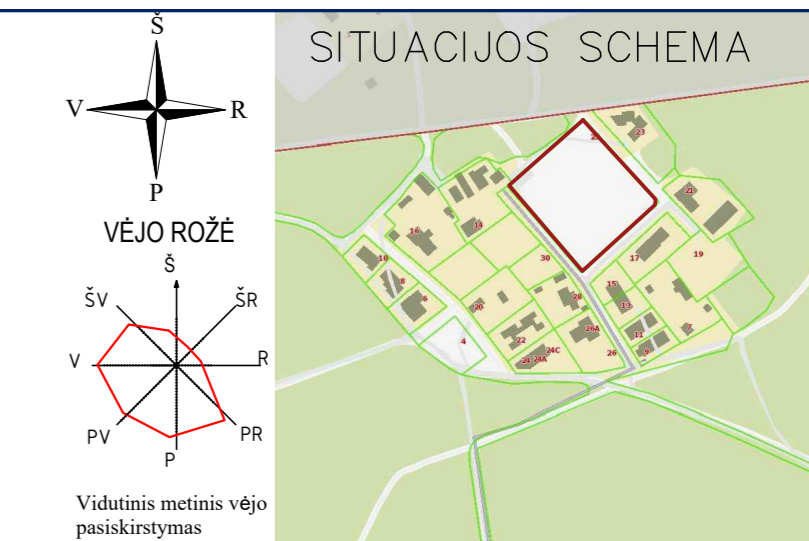 Š
V R
P
VĖJO ROŽĖ
Š
ŠV ŠR
V R
PV PR
P
Vidutinis metinis vėjo
pasiskirstymas
SITUACIJOS SCHEMA
23
21
16
14
19
17
10
30
8
15
6
28
13
20
26A
11
7
22
4
24C
9
26
24A
24